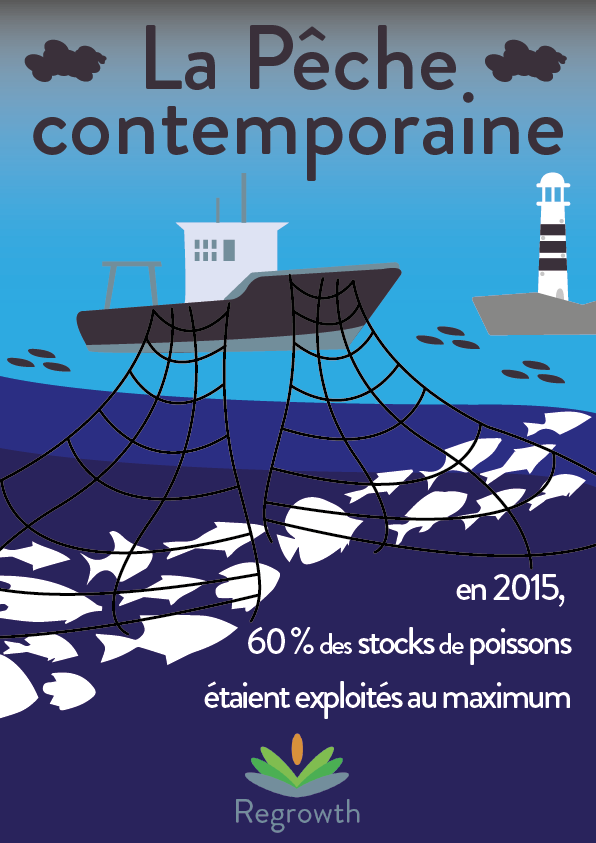 La Pêche
contemporaine
en 2015,
60 % des stocks de poissons
étaient exploités au maximum
Regrowth